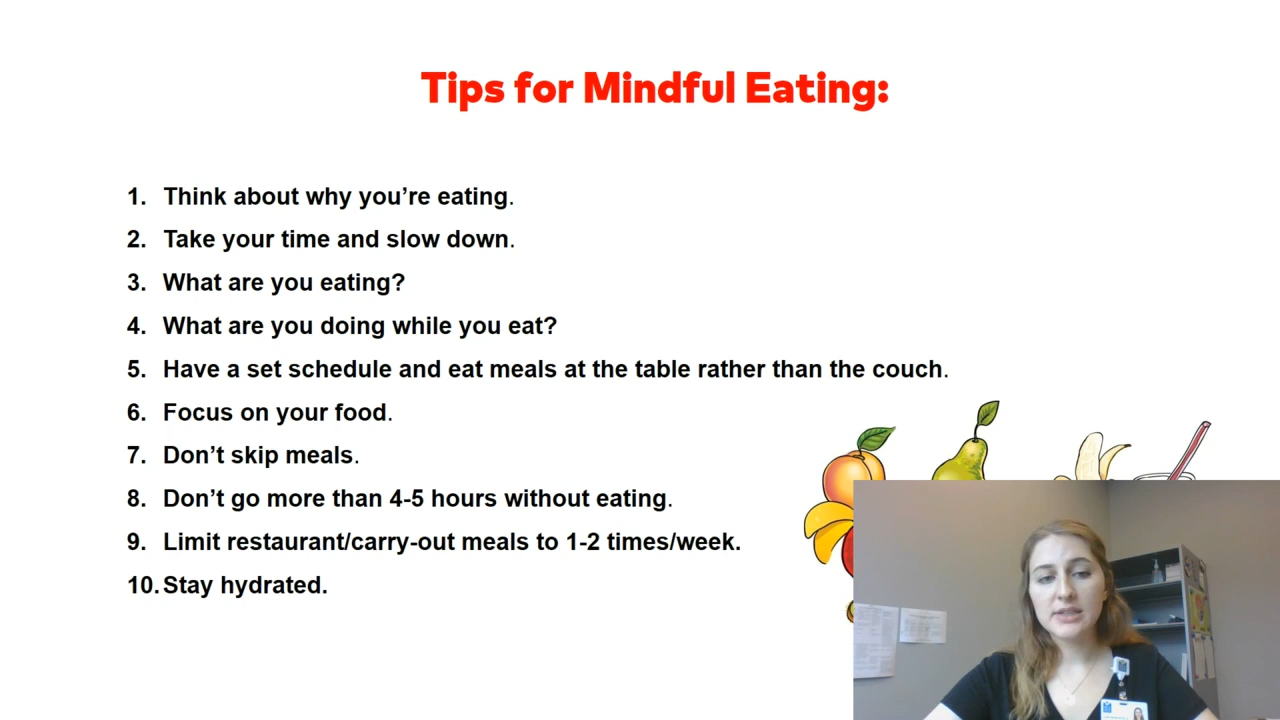 Tips for Mindful Eating:
1. Think about why you’re eating.
2. Take your time and slow down.
3. What are you eating?
4. What are you doing while you eat?
5. Have a set schedule and eat meals at the table rather than the couch.
6. Focus on your food.
7. Don’t skip meals.
8. Don’t go more than 4-5 hours without eating.
9. Limit restaurant/carry-out meals to 1-2 times/week.
10. Stay hydrated.